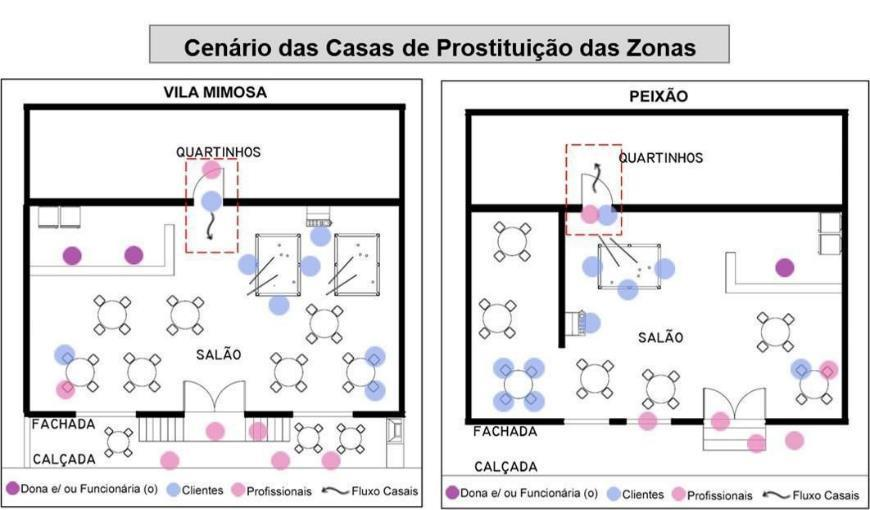 Cenário das Casas de Prostituição das Zonas
VILA MIMOSA
QUARTINHOS
SALÃO
FACHADA
CALÇADA
Dona e/ ou Funcionária (o) Clientes Profissionais Fluxo Casais
PEIXÃO
QUARTINHOS
SALÃO
FACHADA
CALÇADA
Dona e/ ou Funcionária (o) Clientes Profissionais Fluxo Casais